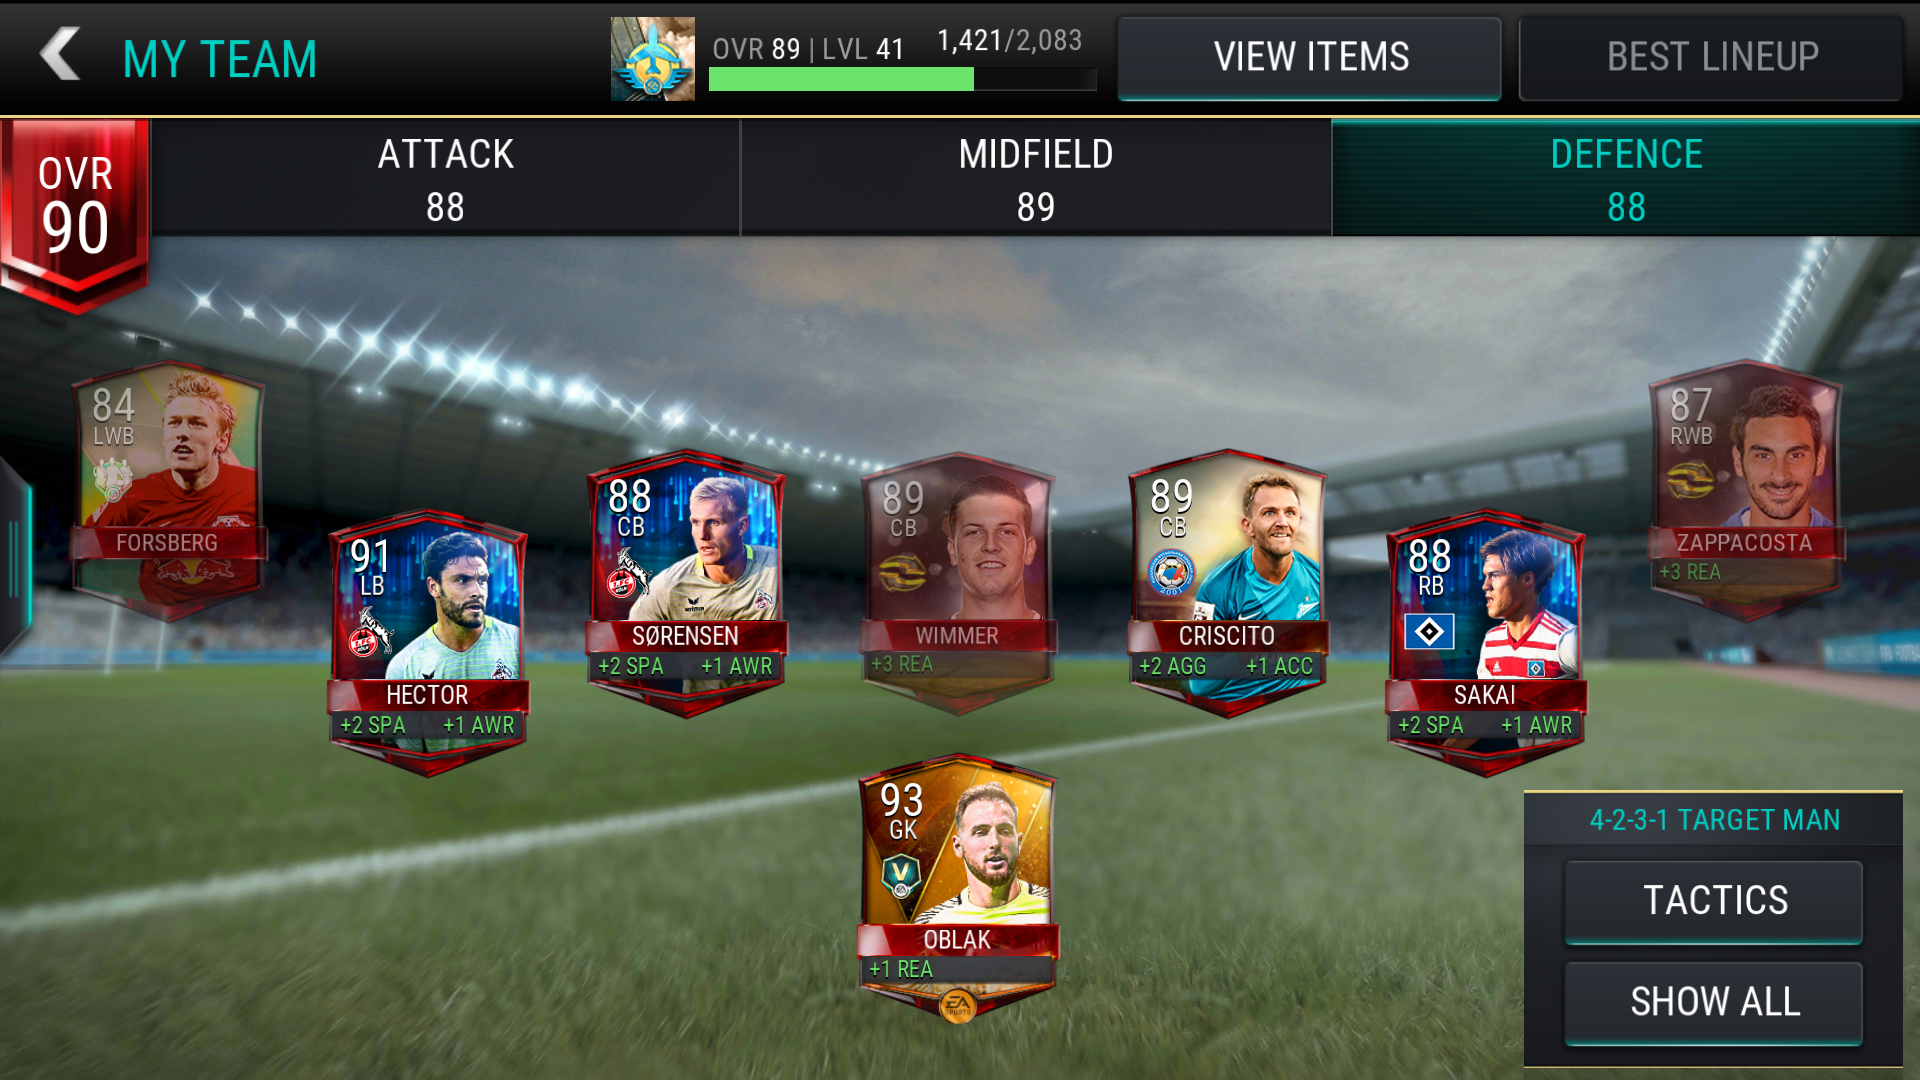 MY TEAM
OVR 89 | LVL 41
1,421/2,083
VIEW ITEMS
BEST LINEUP
OVR
90
ATTACK
88
MIDFIELD
89
DEFENCE
88
84
LWB
FORSBERG
91
LB
HECTOR
+2 SPA +1 AWR
88
CB
SØRENSEN
+2 SPA +1 AWR
89
CB
WIMMER
+3 REA
89
CB
CRISCITO
+2 AGG +1 ACC
88
RB
SAKAI
+2 SPA +1 AWR
87
RWB
ZAPPACOSTA
+3 REA
93
GK
V
OBLAK
+1 REA
EA
SPORTS
4-2-3-1 TARGET MAN
TACTICS
SHOW ALL